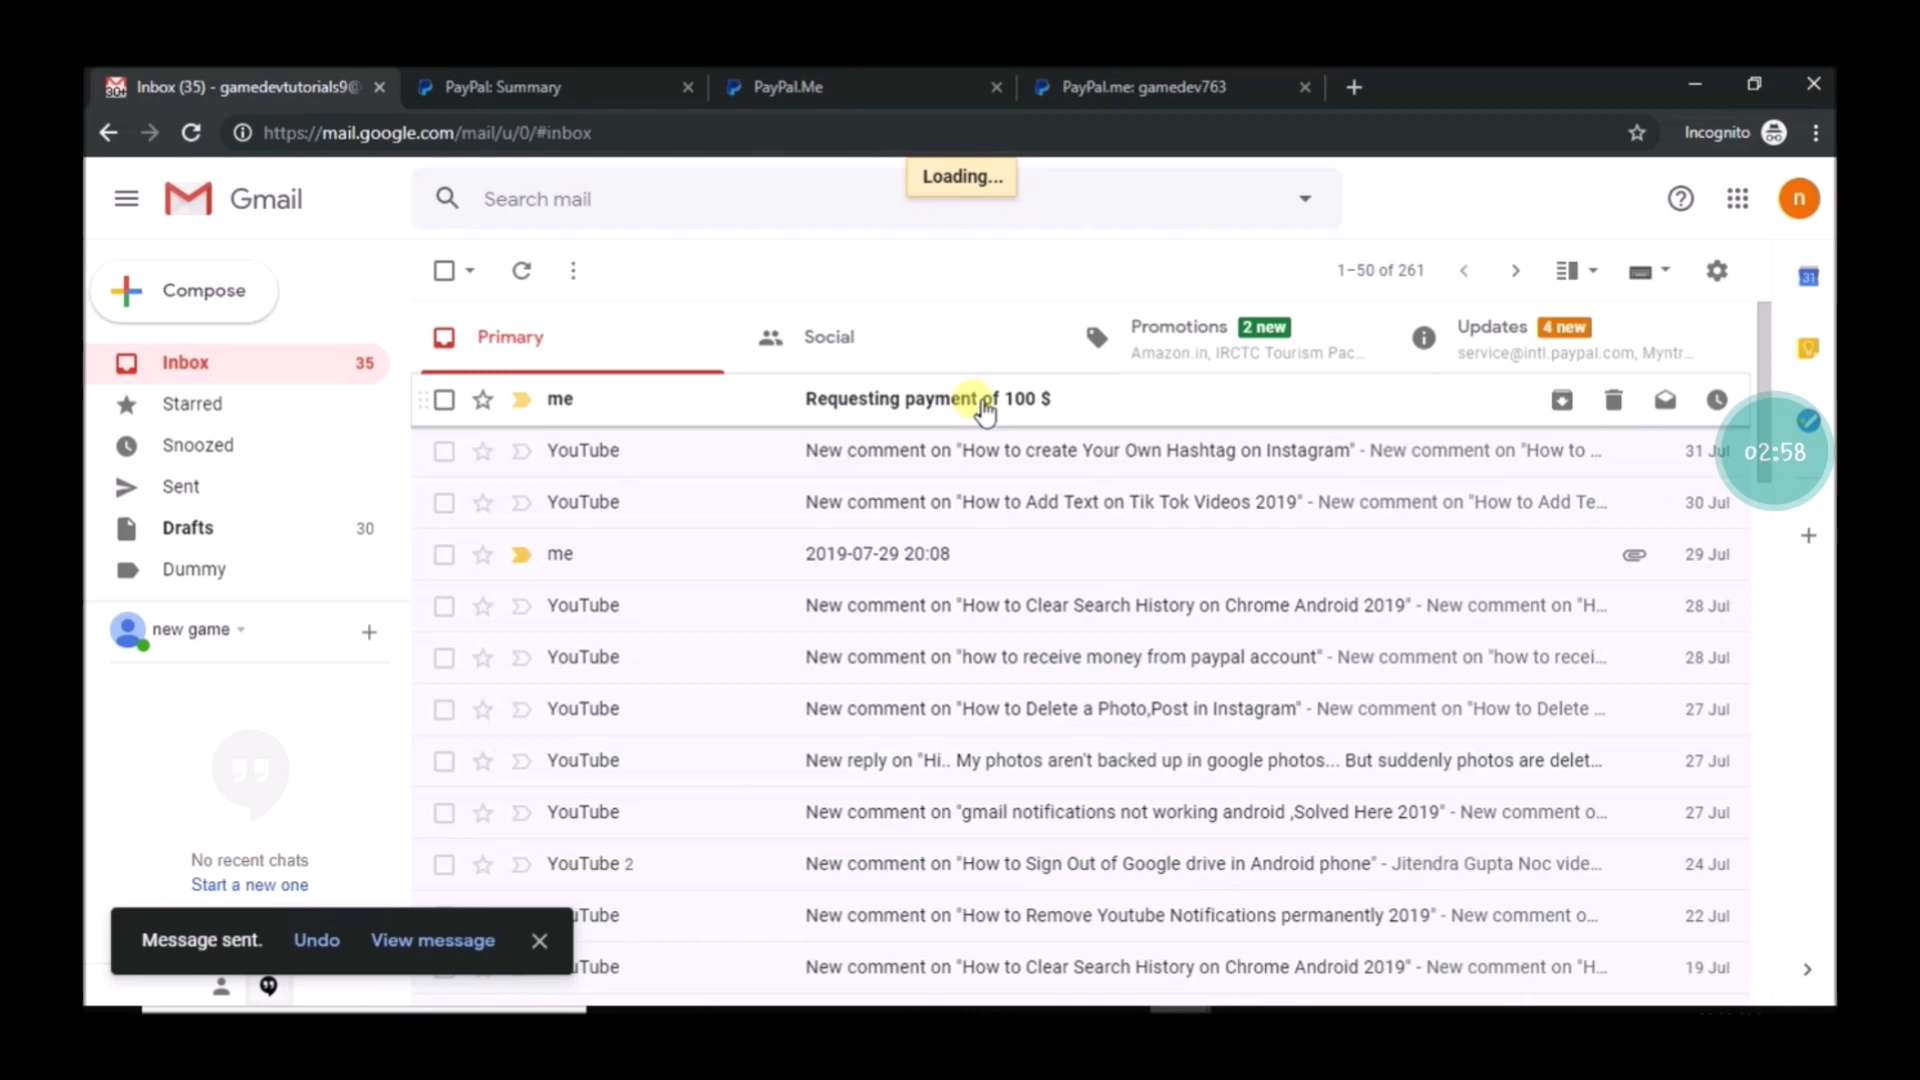 Inbox (35) - gamedevtutorials9@
PayPal: Summary
PayPal.Me
PayPal.me: gamedev763
https://mail.google.com/mail/u/0/#inbox
Incognito
Loading...
Gmail
Search mail
n
Compose
1–50 of 261
31
Primary
Social
Promotions 2 new
Amazon.in, IRCTC Tourism Pac...
Updates 4 new
service@intl.paypal.com, Myntr...
Inbox 35
Starred
Snoozed
Sent
Drafts 30
Dummy
new game
No recent chats
Start a new one
me Requesting payment of 100 $
YouTube New comment on "How to create Your Own Hashtag on Instagram" - New comment on "How to ... 31 Jul
02:58
YouTube New comment on "How to Add Text on Tik Tok Videos 2019" - New comment on "How to Add Te... 30 Jul
me 2019-07-29 20:08 29 Jul
YouTube New comment on "How to Clear Search History on Chrome Android 2019" - New comment on "H... 28 Jul
YouTube New comment on "how to receive money from paypal account" - New comment on "how to recei... 28 Jul
YouTube New comment on "How to Delete a Photo,Post in Instagram" - New comment on "How to Delete ... 27 Jul
YouTube New reply on "Hi.. My photos aren't backed up in google photos... But suddenly photos are delet... 27 Jul
YouTube New comment on "gmail notifications not working android ,Solved Here 2019" - New comment o... 27 Jul
YouTube 2 New comment on "How to Sign Out of Google drive in Android phone" - Jitendra Gupta Noc vide... 24 Jul
uTube New comment on "How to Remove Youtube Notifications permanently 2019" - New comment o... 22 Jul
uTube New comment on "How to Clear Search History on Chrome Android 2019" - New comment on "H... 19 Jul
Message sent. Undo View message